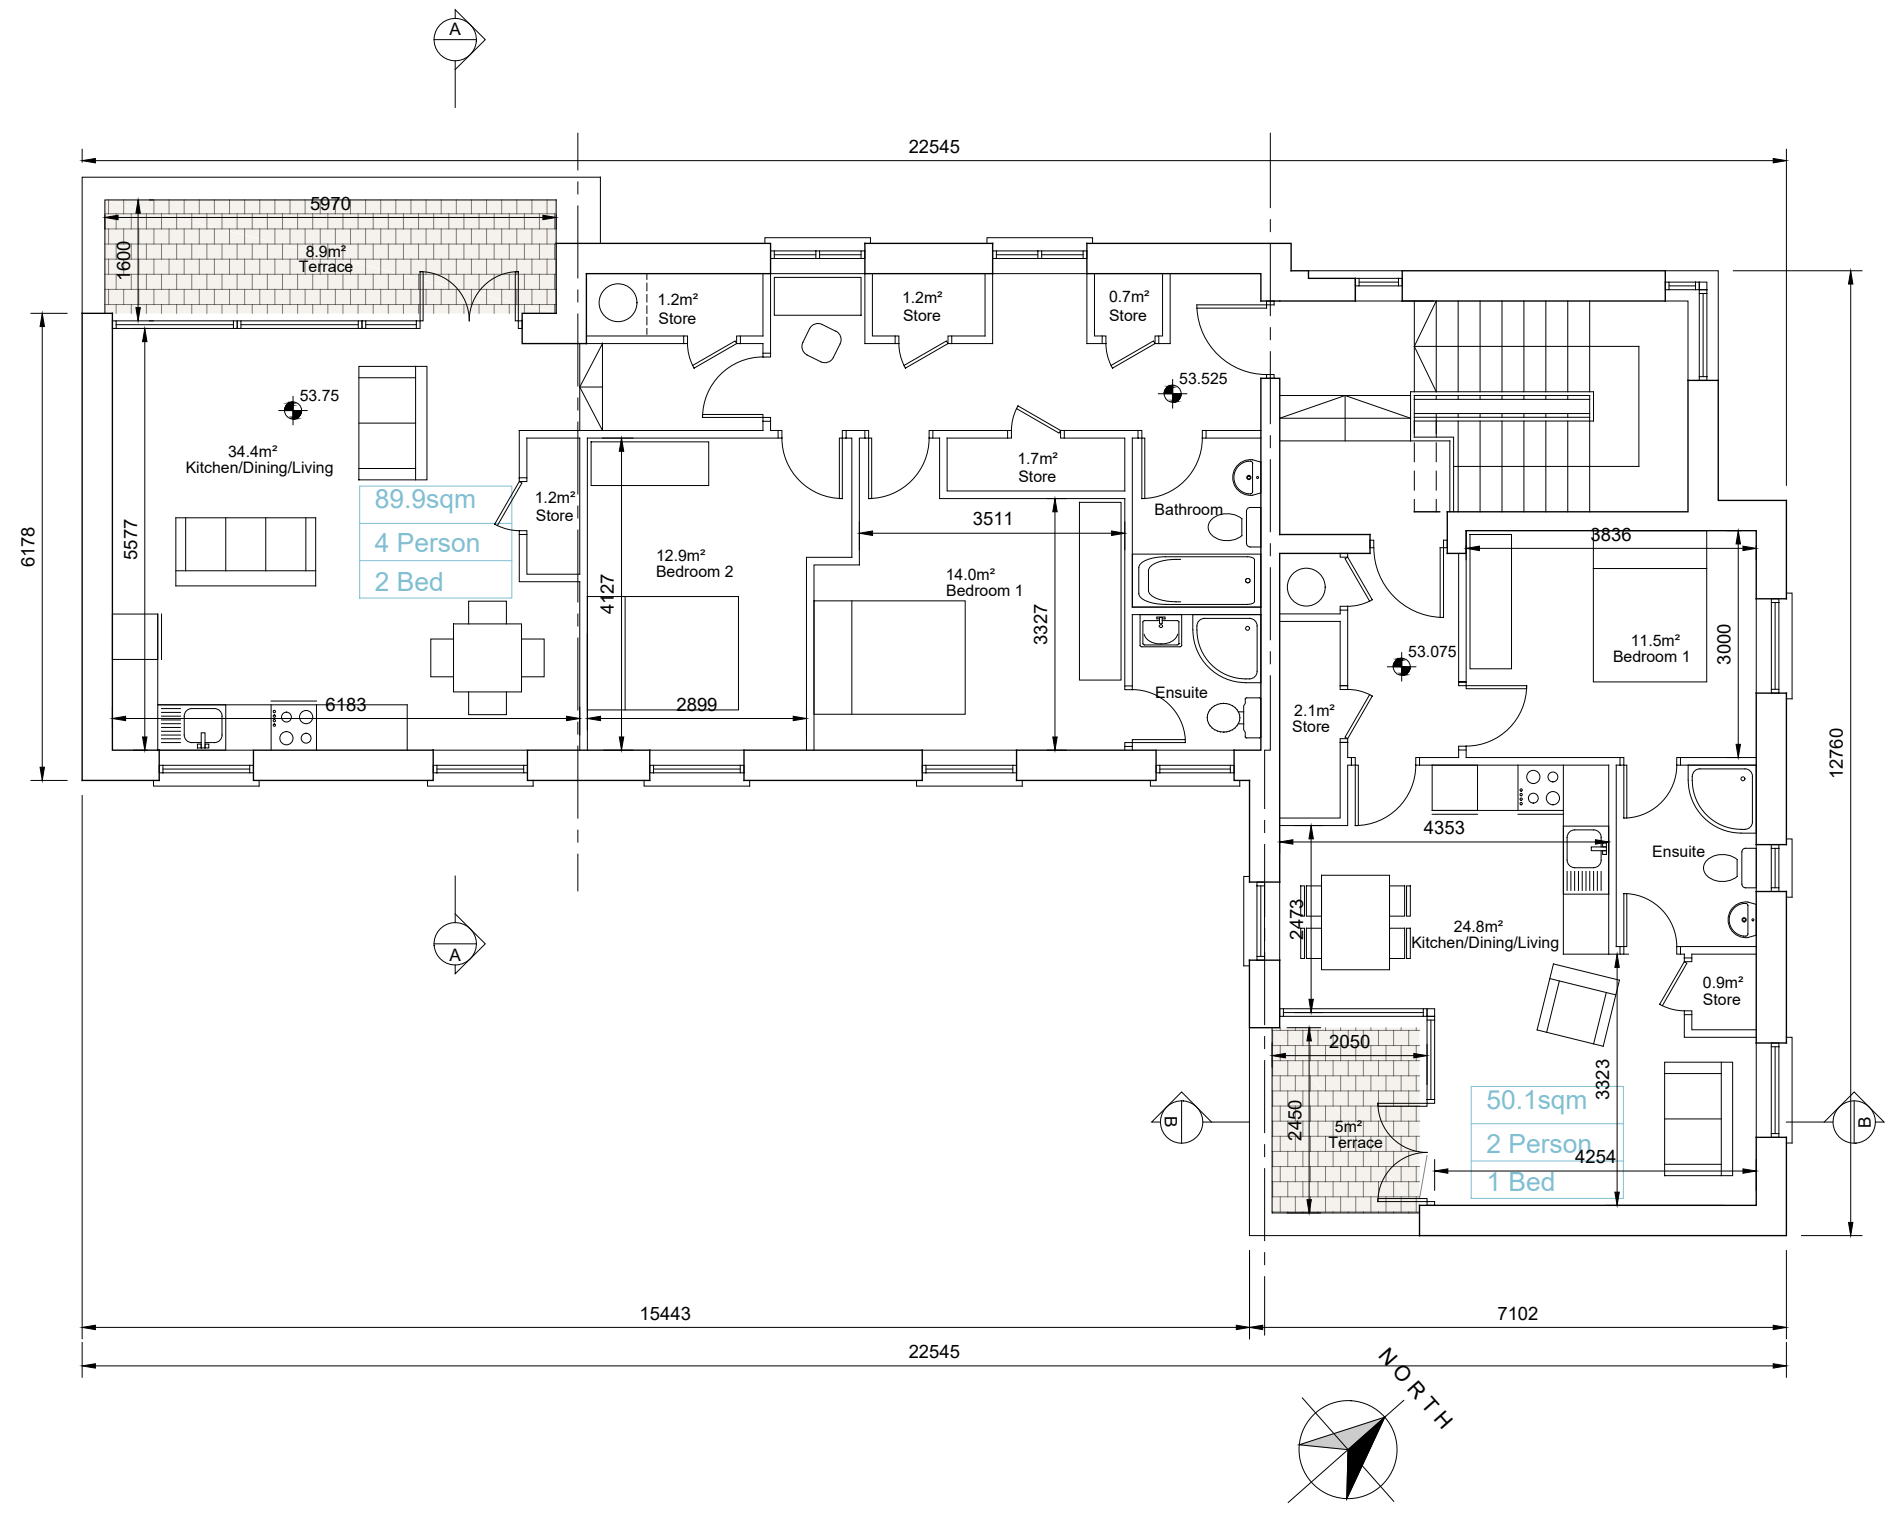 A
22545
5970
1600
8.9m²
Terrace
1.2m²
Store
1.2m²
Store
0.7m²
Store
53.75
53.525
34.4m²
Kitchen/Dining/Living
89.9sqm
4 Person
2 Bed
1.2m²
Store
1.7m²
Store
Bathroom
3511
3836
6178
5577
4127
12.9m²
Bedroom 2
14.0m²
Bedroom 1
3327
53.075
11.5m²
Bedroom 1
3000
Ensuite
6183
2899
2.1m²
Store
12760
4353
Ensuite
2473
24.8m²
Kitchen/Dining/Living
A
0.9m²
Store
2050
3323
50.1sqm
2 Person
1 Bed
2450
5m²
Terrace
4254
B
B
15443
7102
22545
NORTH